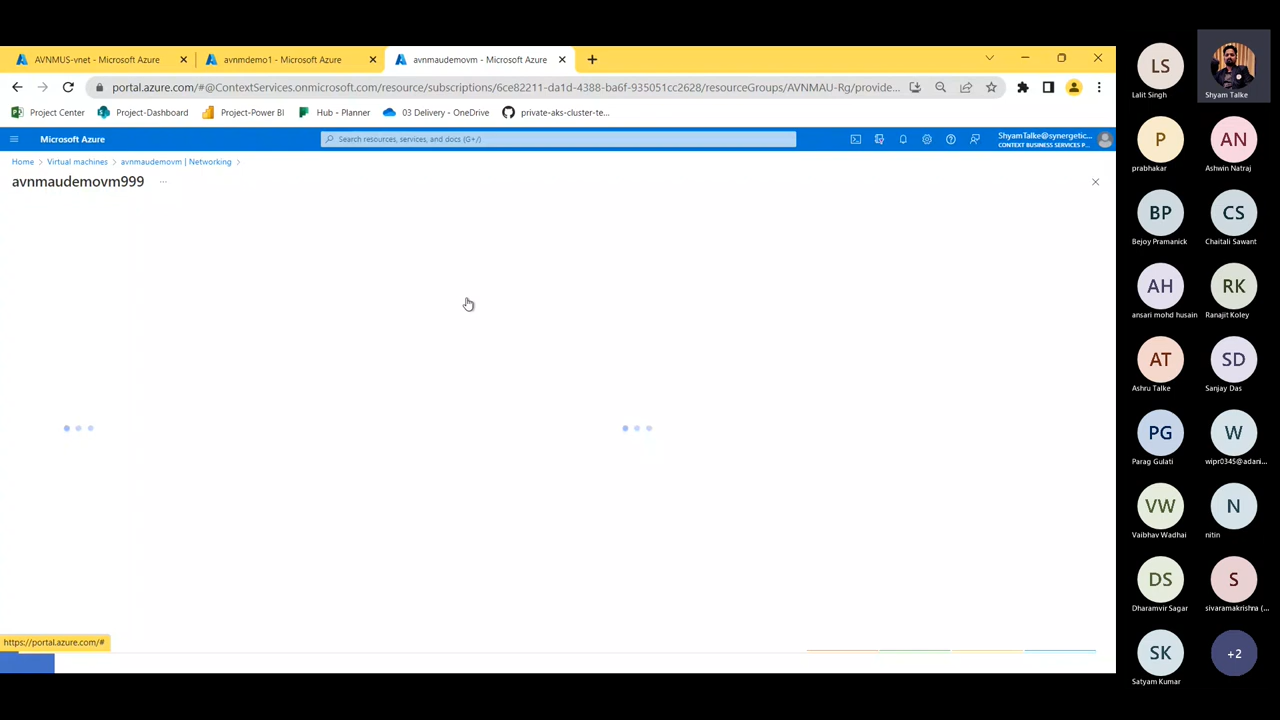 AVNMUS-vnet - Microsoft Azure
avnmdemo1 - Microsoft Azure
avnmaudemovm - Microsoft Azure
portal.azure.com/#@ContextServices.onmicrosoft.com/resource/subscriptions/6ce82211-da1d-4388-ba6f-935051cc2628/resourceGroups/AVNMAU-Rg/provide...
Project Center
Project-Dashboard
Project-Power BI
Hub - Planner
03 Delivery - OneDrive
private-aks-cluster-te...
Microsoft Azure
Search resources, services, and docs (G+/)
ShyamTalke@synergetic...
CONTEXT BUSINESS SERVICES P...
Home > Virtual machines > avnmaudemovm | Networking >
avnmaudemovm999 ...
https://portal.azure.com/#
LS
Lalit Singh
Shyam Talke
P
prabhakar
AN
Ashwin Natraj
BP
Bejoy Pramanick
CS
Chaitali Sawant
AH
ansari mohd husain
RK
Ranajit Koley
AT
Ashru Talke
SD
Sanjay Das
PG
Parag Gulati
W
wipr0345@adani...
VW
Vaibhav Wadhai
N
nitin
DS
Dharamvir Sagar
S
sivaramakrishna (...
SK
Satyam Kumar
+2